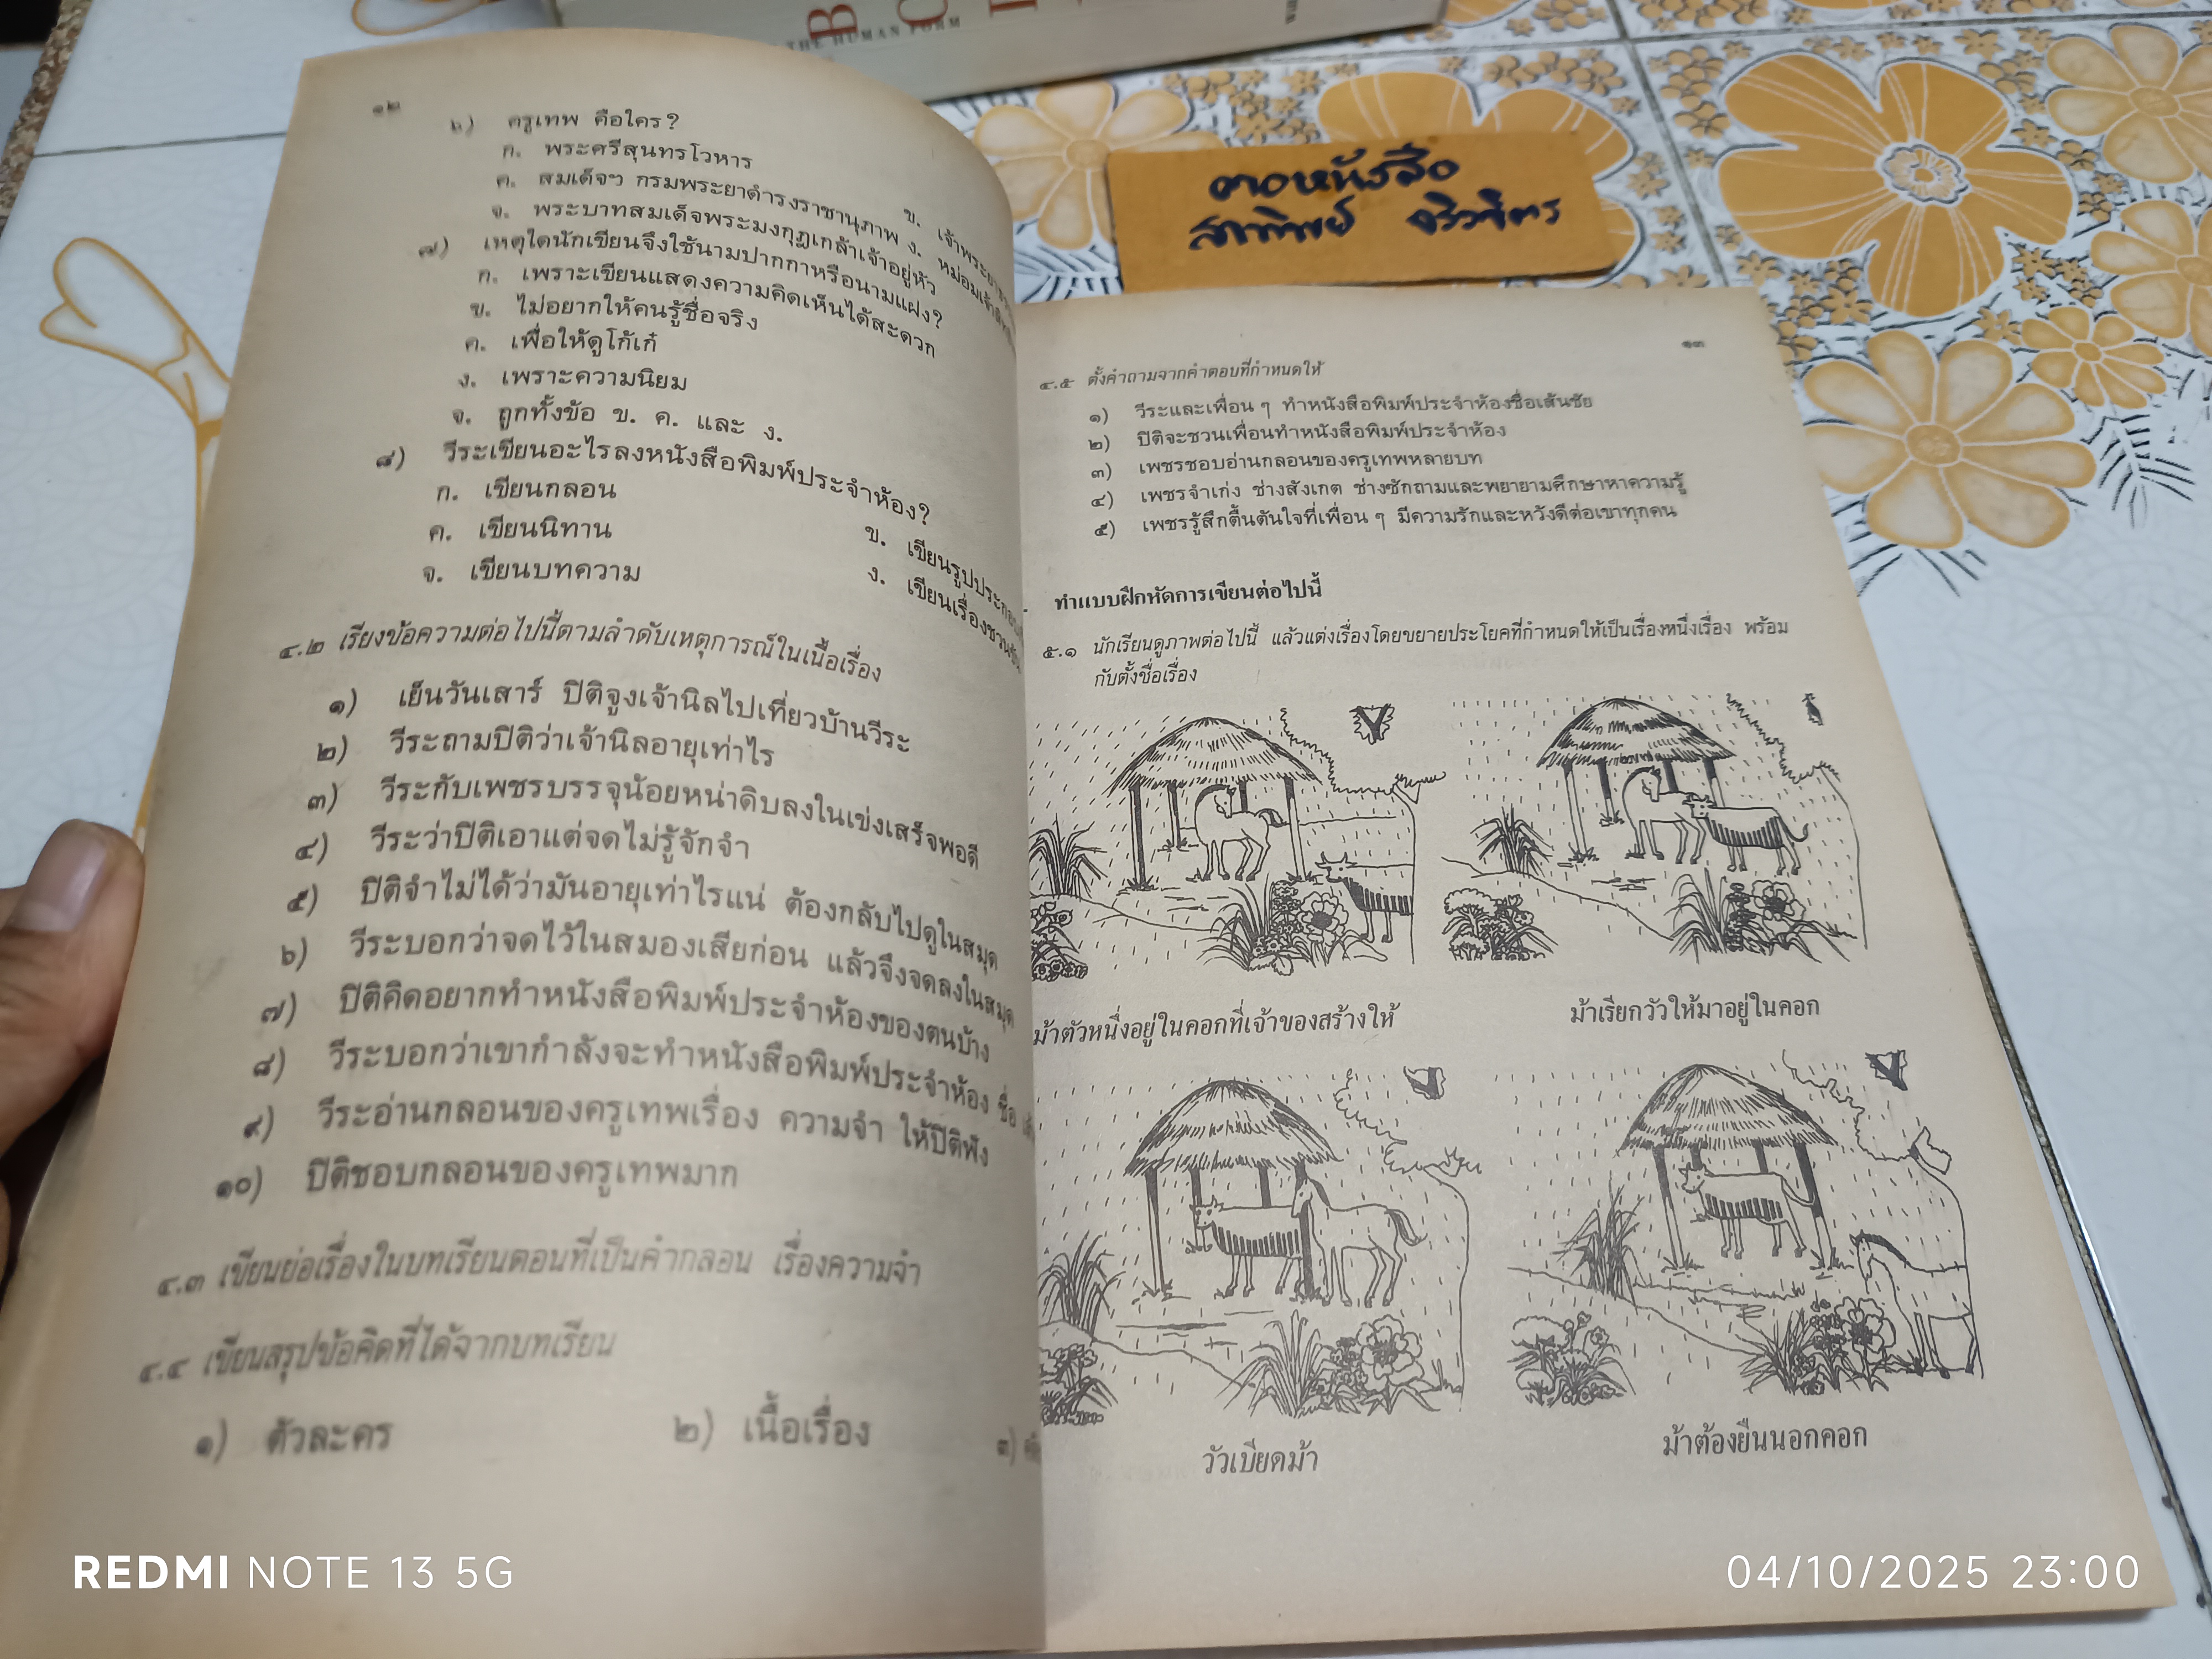 THE HUMAN FORM
๑๒
๖) ครูเทพ คือใคร?
ก. พระศรีสุนทรโวหาร
ข. เจ้าพระยา
ค. สมเด็จฯ กรมพระยาดำรงราชานุภาพ
ง. หม่อมเจ้า
จ. พระบาทสมเด็จพระมงกุฎเกล้าเจ้าอยู่หัว
๗) เหตุใดนักเขียนจึงใช้นามปากกาหรือนามแฝง?
ก. เพราะเขียนแสดงความคิดเห็นได้สะดวก
ข. ไม่อยากให้คนรู้ชื่อจริง
ค. เพื่อให้ดูโก้เก๋
ง. เพราะความนิยม
จ. ถูกทั้งข้อ ข. ค. และ ง.
๘) วีระเขียนอะไรลงหนังสือพิมพ์ประจำห้อง?
ก. เขียนกลอน
ข. เขียนรูปประกอบ
ค. เขียนนิทาน
ง. เขียนเรื่องชวนขัน
จ. เขียนบทความ
๔.๒ เรียงข้อความต่อไปนี้ตามลำดับเหตุการณ์ในเนื้อเรื่อง
๑) เย็นวันเสาร์ ปิติจูงเจ้านิลไปเที่ยวบ้านวีระ
๒) วีระถามปิติว่าเจ้านิลอายุเท่าไร
๓) วีระกับเพชรบรรจุน้อยหน่าดิบลงในเข่งเสร็จพอดี
๔) วีระว่าปิติเอาแต่จดไม่รู้จักจำ
๕) ปิติจำไม่ได้ว่ามันอายุเท่าไรแน่ ต้องกลับไปดูในสมุด
๖) วีระบอกว่าจดไว้ในสมองเสียก่อน แล้วจึงจดลงในสมุด
๗) ปิติคิดอยากทำหนังสือพิมพ์ประจำห้องของตนบ้าง
๘) วีระบอกว่าเขากำลังจะทำหนังสือพิมพ์ประจำห้อง ชื่อ
๙) วีระอ่านกลอนของครูเทพเรื่อง ความจำ ให้ปิติฟัง
๑๐) ปิติชอบกลอนของครูเทพมาก
๔.๓ เขียนย่อเรื่องในบทเรียนตอนที่เป็นคำกลอน เรื่องความจำ
๔.๔ เขียนสรุปข้อคิดที่ได้จากบทเรียน
๑) ตัวละคร ๒) เนื้อเรื่อง ๓)
๑๓
๔.๕ ตั้งคำถามจากคำตอบที่กำหนดให้
๑) วีระและเพื่อน ๆ ทำหนังสือพิมพ์ประจำห้องชื่อเส้นชัย
๒) ปิติจะชวนเพื่อนทำหนังสือพิมพ์ประจำห้อง
๓) เพชรชอบอ่านกลอนของครูเทพหลายบท
๔) เพชรจำเก่ง ช่างสังเกต ช่างซักถามและพยายามศึกษาหาความรู้
๕) เพชรรู้สึกตื้นตันใจที่เพื่อน ๆ มีความรักและหวังดีต่อเขาทุกคน
ทำแบบฝึกหัดการเขียนต่อไปนี้
๕.๑ นักเรียนดูภาพต่อไปนี้ แล้วแต่งเรื่องโดยขยายประโยคที่กำหนดให้เป็นเรื่องหนึ่งเรื่อง พร้อม
กับตั้งชื่อเรื่อง
ม้าตัวหนึ่งอยู่ในคอกที่เจ้าของสร้างให้
ม้าเรียกวัวให้มาอยู่ในคอก
วัวเบียดม้า
ม้าต้องยืนนอกคอก
REDMI NOTE 13 5G
04/10/2025 23:00